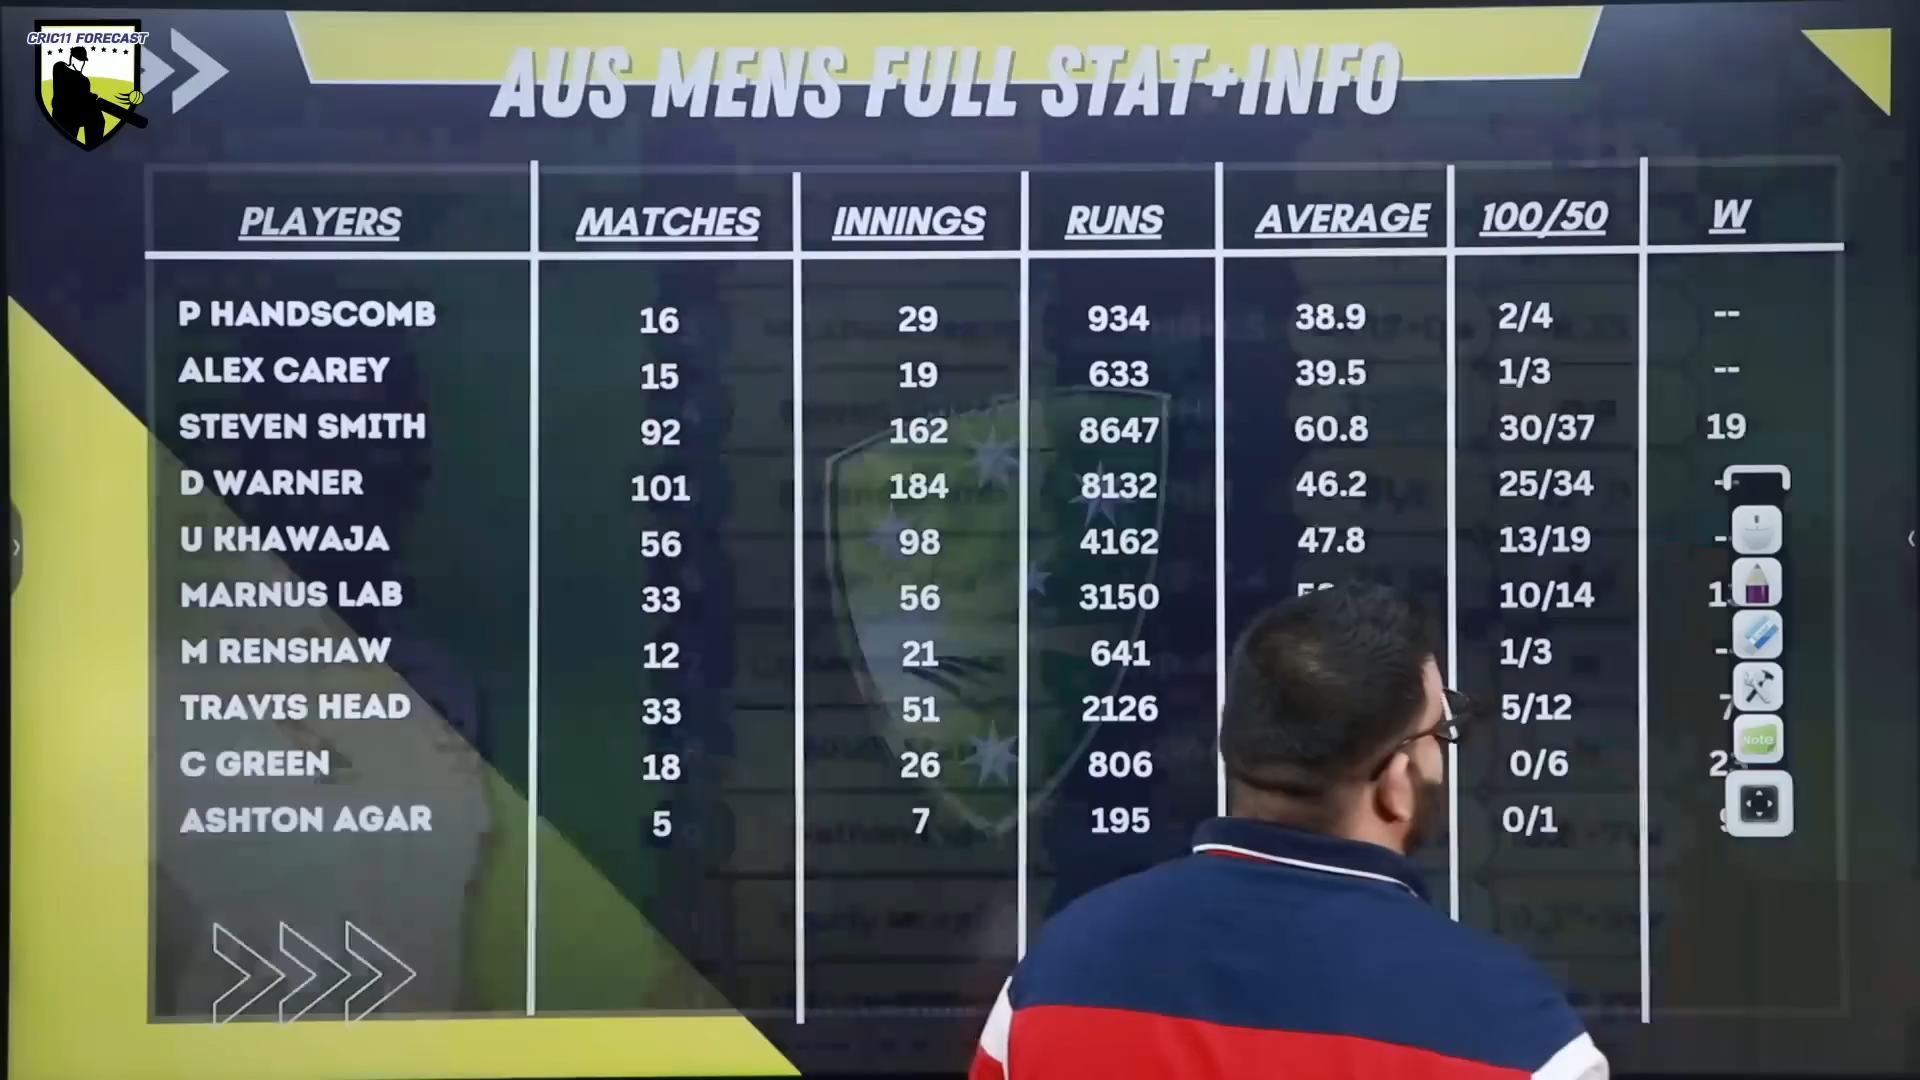 CRIC11 FORECAST
AUS MENS FULL STAT+INFO
PLAYERS MATCHES INNINGS RUNS AVERAGE 100/50 W
P HANDSCOMB 16 29 934 38.9 2/4 --
ALEX CAREY 15 19 633 39.5 1/3 --
STEVEN SMITH 92 162 8647 60.8 30/37 19
D WARNER 101 184 8132 46.2 25/34
U KHAWAJA 56 98 4162 47.8 13/19
MARNUS LAB 33 56 3150 10/14
M RENSHAW 12 21 641 1/3
TRAVIS HEAD 33 51 2126 5/12
C GREEN 18 26 806 0/6
ASHTON AGAR 5 7 195 0/1
Note